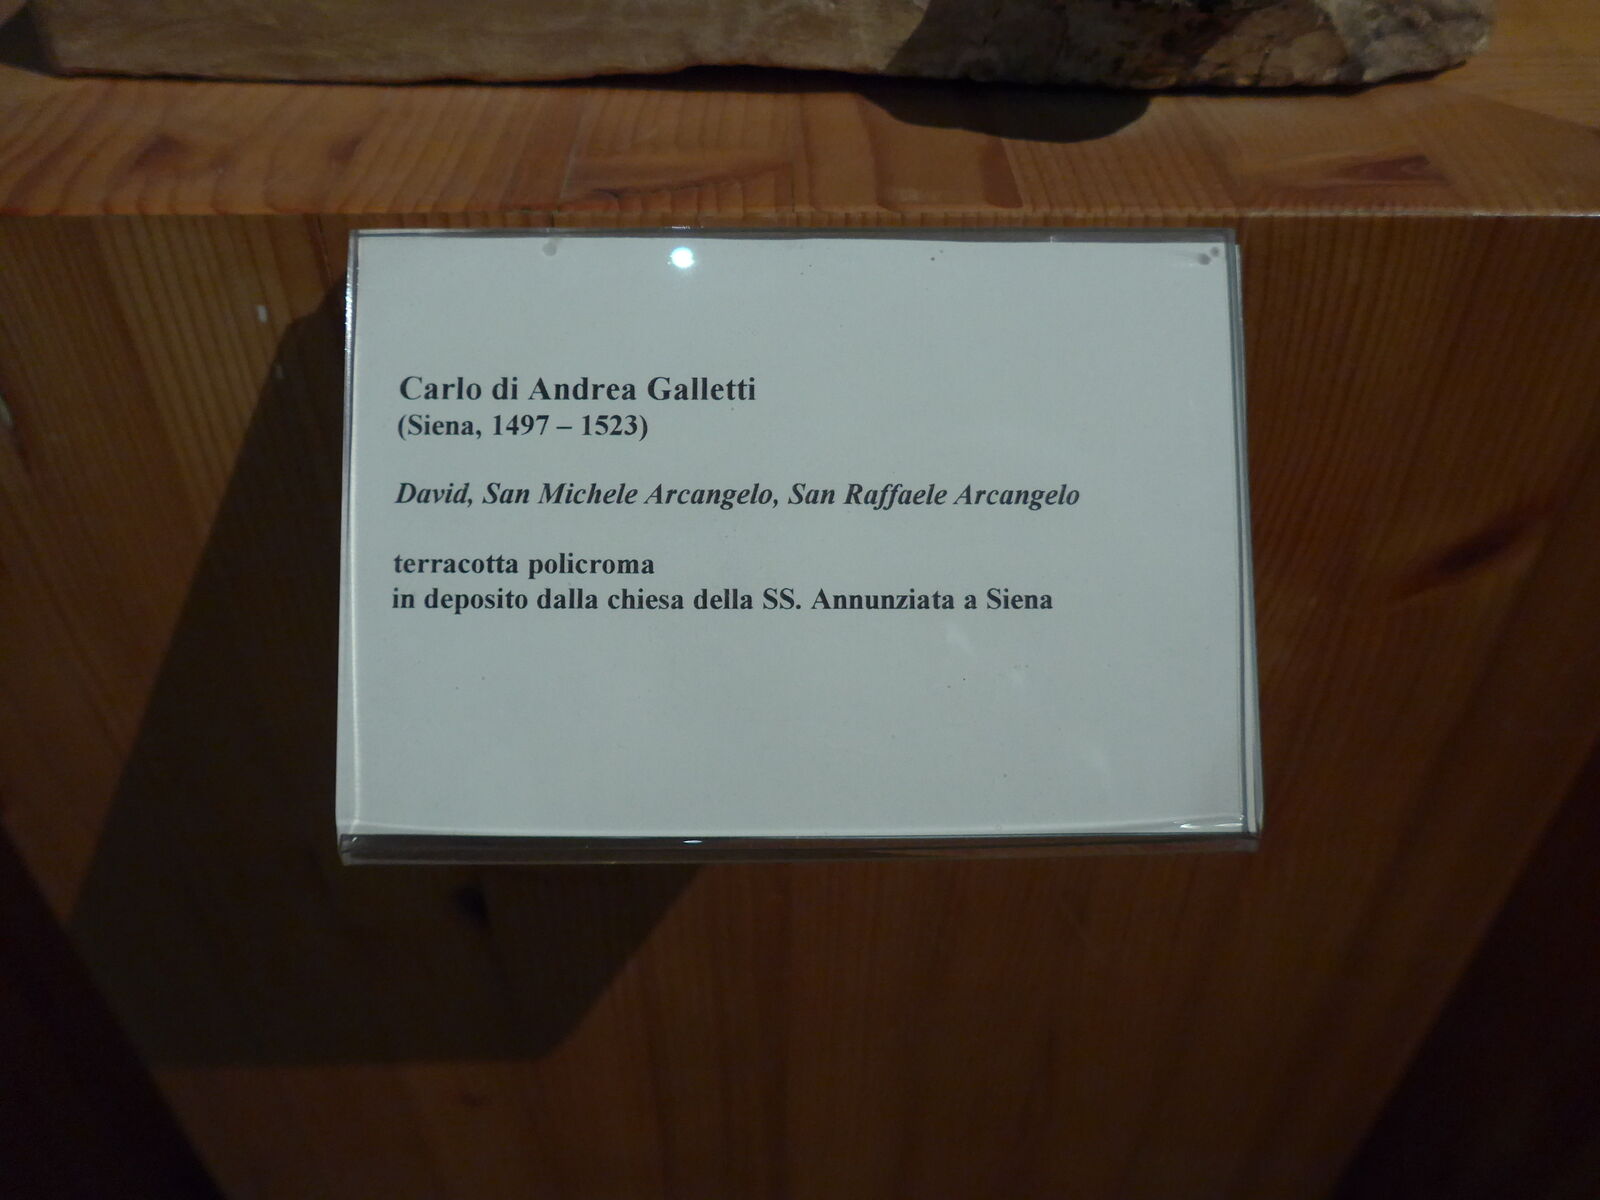 Carlo di Andrea Galletti
(Siena, 1497 – 1523)
David, San Michele Arcangelo, San Raffaele Arcangelo
terracotta policroma
in deposito dalla chiesa della SS. Annunziata a Siena